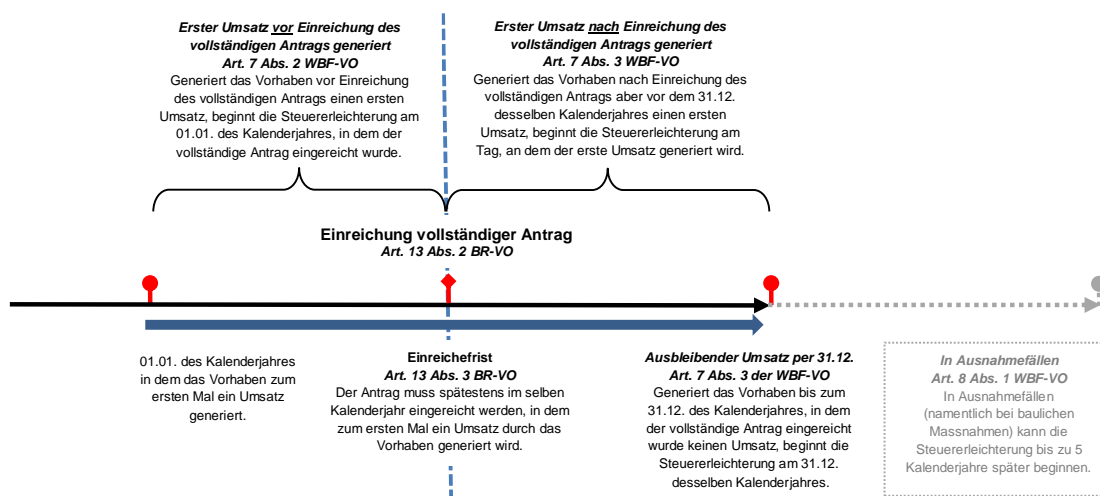 Erster Umsatz vor Einreichung des
vollständigen Antrags generiert
Art. 7 Abs. 2 WBF-VO
Generiert das Vorhaben vor Einreichung
des vollständigen Antrags einen ersten
Umsatz, beginnt die Steuererleichterung am
01.01. des Kalenderjahres, in dem der
vollständige Antrag eingereicht wurde.
Erster Umsatz nach Einreichung des
vollständigen Antrags generiert
Art. 7 Abs. 3 WBF-VO
Generiert das Vorhaben nach Einreichung des
vollständigen Antrags aber vor dem 31.12.
desselben Kalenderjahres einen ersten
Umsatz, beginnt die Steuererleichterung am
Tag, an dem der erste Umsatz generiert wird.
Einreichung vollständiger Antrag
Art. 13 Abs. 2 BR-VO
01.01. des Kalenderjahres
in dem das Vorhaben zum
ersten Mal ein Umsatz
generiert.
Einreichefrist
Art. 13 Abs. 3 BR-VO
Der Antrag muss spätestens im selben
Kalenderjahr eingereicht werden, in dem
zum ersten Mal ein Umsatz durch das
Vorhaben generiert wird.
Ausbleibender Umsatz per 31.12.
Art. 7 Abs. 3 der WBF-VO
Generiert das Vorhaben bis zum
31.12. des Kalenderjahres, in dem
der vollständige Antrag eingereicht
wurde keinen Umsatz, beginnt die
Steuererleichterung am 31.12.
desselben Kalenderjahres.
In Ausnahmefällen
Art. 8 Abs. 1 WBF-VO
In Ausnahmefällen
(namentlich bei baulichen
Massnahmen) kann die
Steuererleichterung bis zu 5
Kalenderjahre später beginnen.